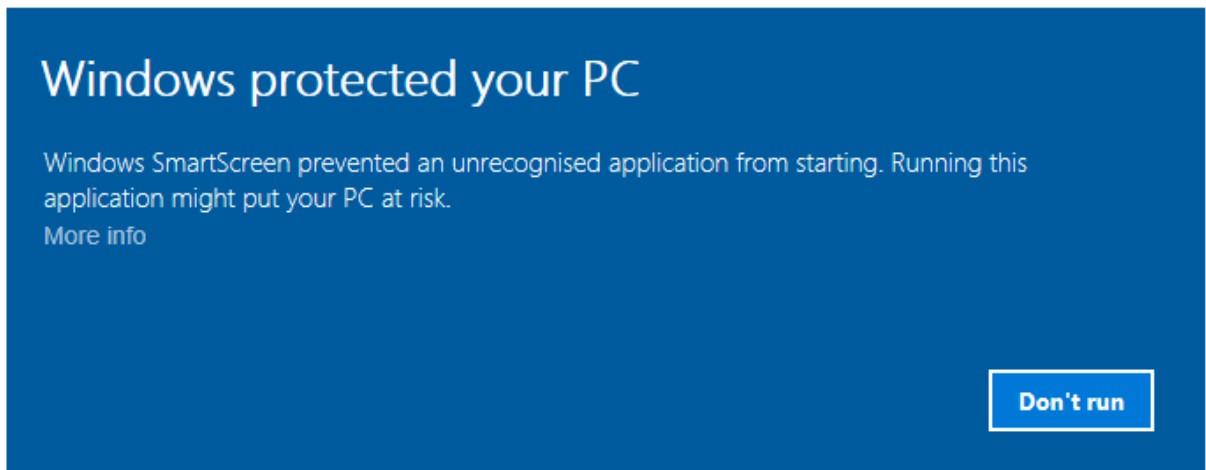 Windows protected your PC
Windows SmartScreen prevented an unrecognised application from starting. Running this
application might put your PC at risk.
More info
Don't run